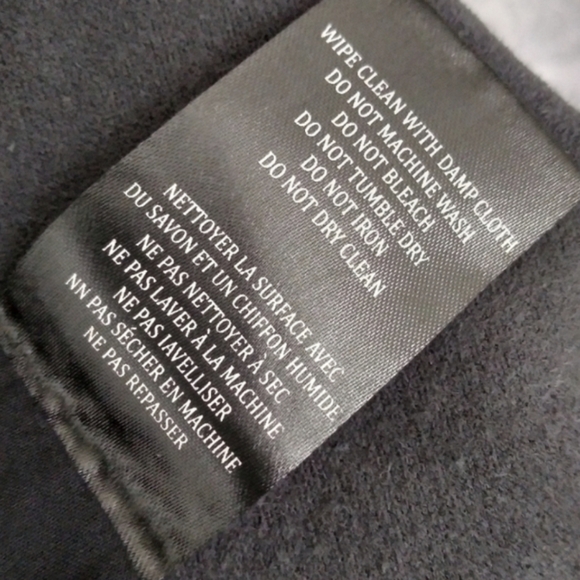 WIPE CLEAN WITH DAMP CLOTH
DO NOT MACHINE WASH
DO NOT BLEACH
DO NOT TUMBLE DRY
DO NOT IRON
DO NOT DRY CLEAN
NETTOYER LA SURFACE AVEC
DU SAVON ET UN CHIFFON HUMIDE
NE PAS NETTOYER À SEC
NE PAS LAVER À LA MACHINE
NE PAS IAVELLISER
NN PAS SÉCHER EN MACHINE
NE PAS REPASSER